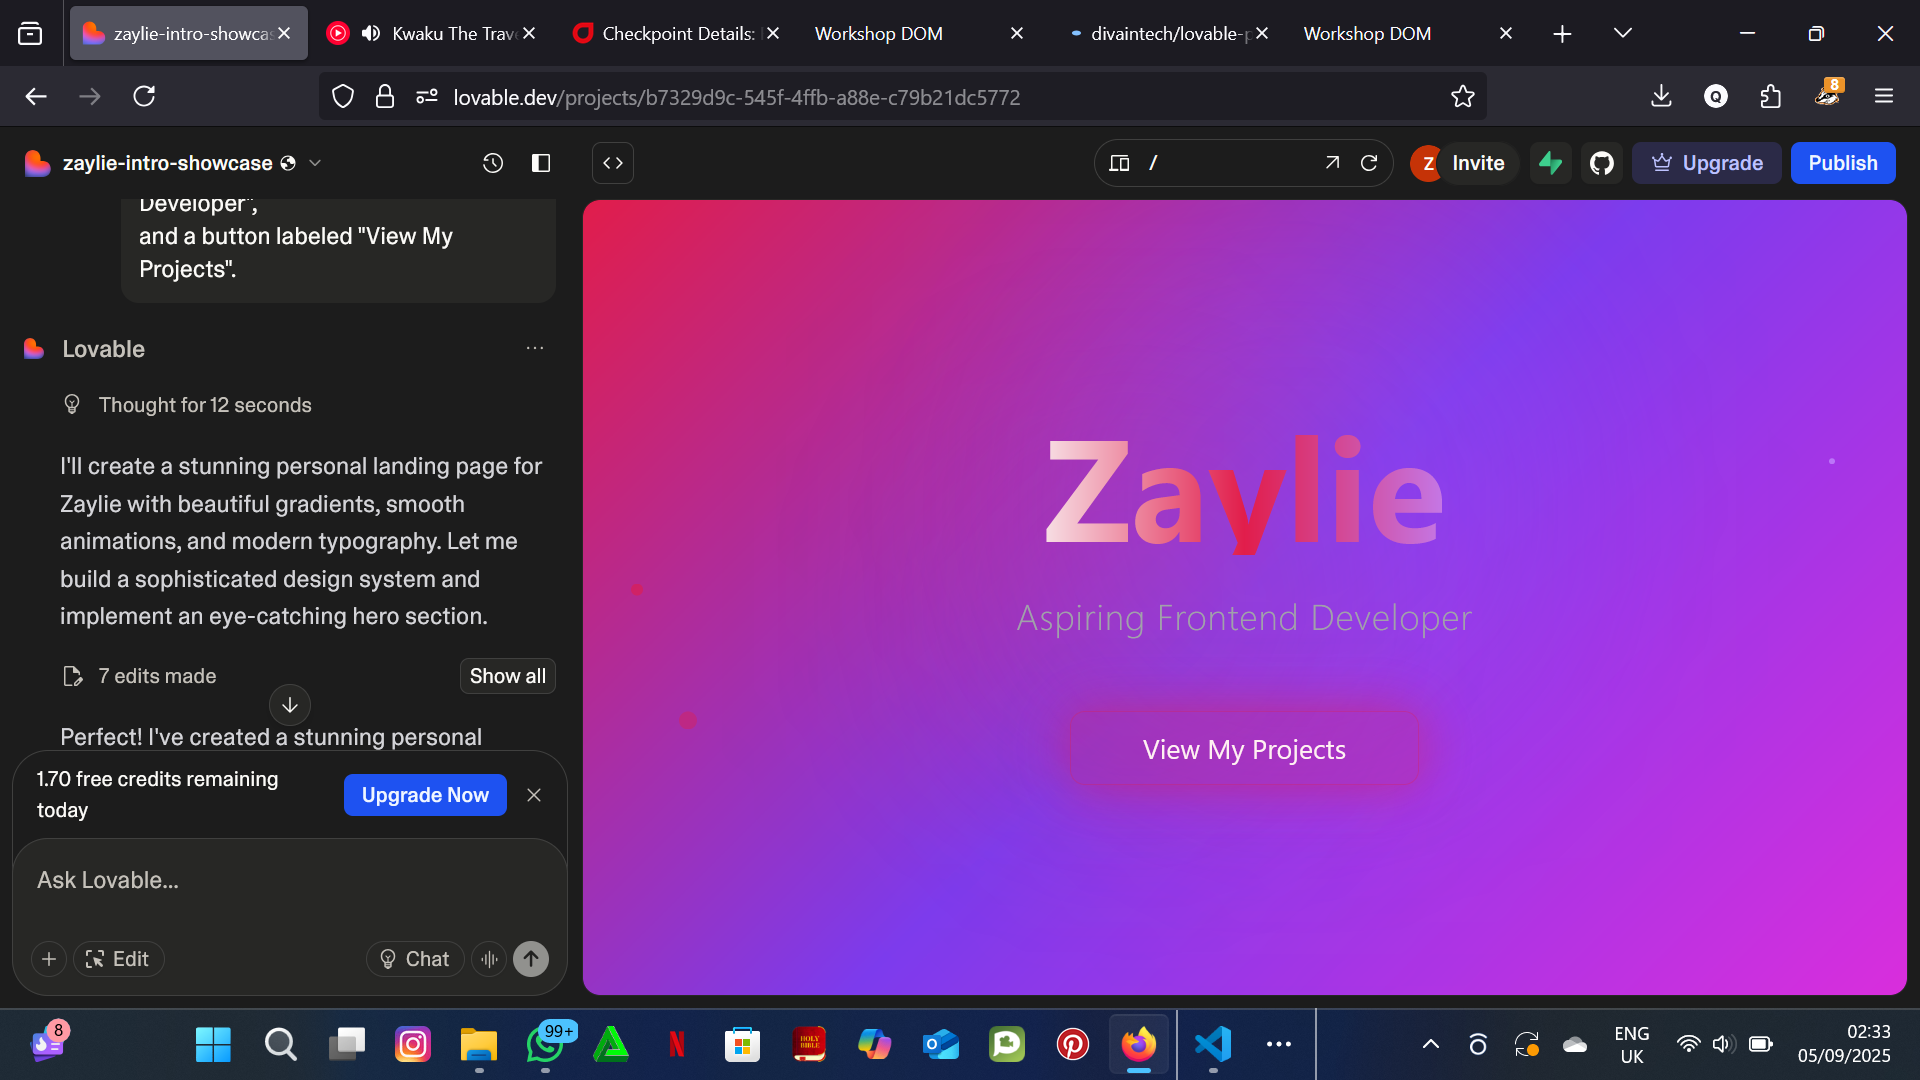 zaylie-intro-showca
Kwaku The Trav
Checkpoint Details:
Workshop DOM
divaintech/lovable-p
Workshop DOM
lovable.dev/projects/b7329d9c-545f-4ffb-a88e-c79b21dc5772
8
zaylie-intro-showcase
/
Z
Invite
Upgrade
Publish
Developer",
and a button labeled "View My
Projects".
Lovable
Thought for 12 seconds
I'll create a stunning personal landing page for
Zaylie with beautiful gradients, smooth
animations, and modern typography. Let me
build a sophisticated design system and
implement an eye-catching hero section.
7 edits made
Show all
Perfect! I've created a stunning personal
1.70 free credits remaining
today
Upgrade Now
Ask Lovable...
Edit
Chat
Zaylie
Aspiring Frontend Developer
View My Projects
8
99+
HOLY
BIBLE
ENG
UK
02:33
05/09/2025